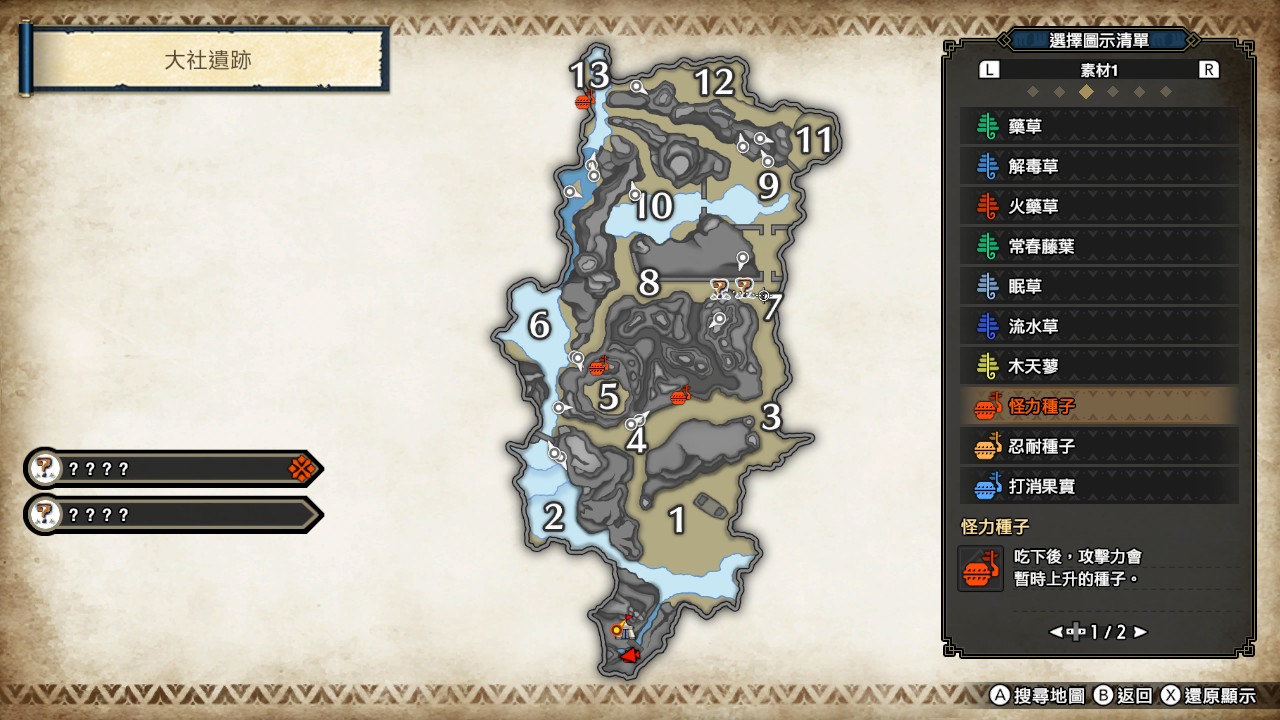 大社遺跡
選擇圖示清單
L 素材1 R
藥草
解毒草
火藥草
常春藤葉
眠草
流水草
木天蓼
怪力種子
忍耐種子
打消果實
怪力種子
吃下後，攻擊力會
暫時上升的種子。
1 / 2
13
12
11
9
10
8
7
6
5
3
4
2
1
? ? ? ?
? ? ? ?
A 搜尋地圖 B 返回 X 還原顯示